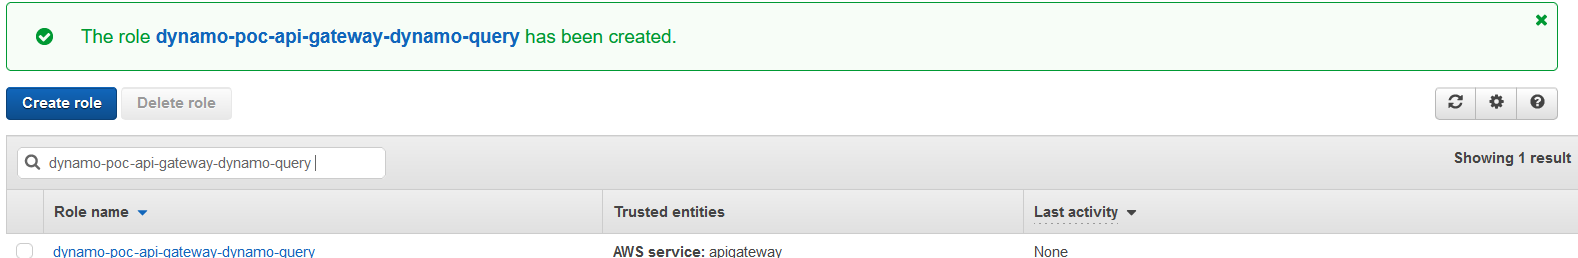 The role dynamo-poc-api-gateway-dynamo-query has been created.
Create role Delete role
dynamo-poc-api-gateway-dynamo-query
Showing 1 result
Role name Trusted entities Last activity
dynamo-poc-api-gateway-dynamo-query AWS service: apigateway None